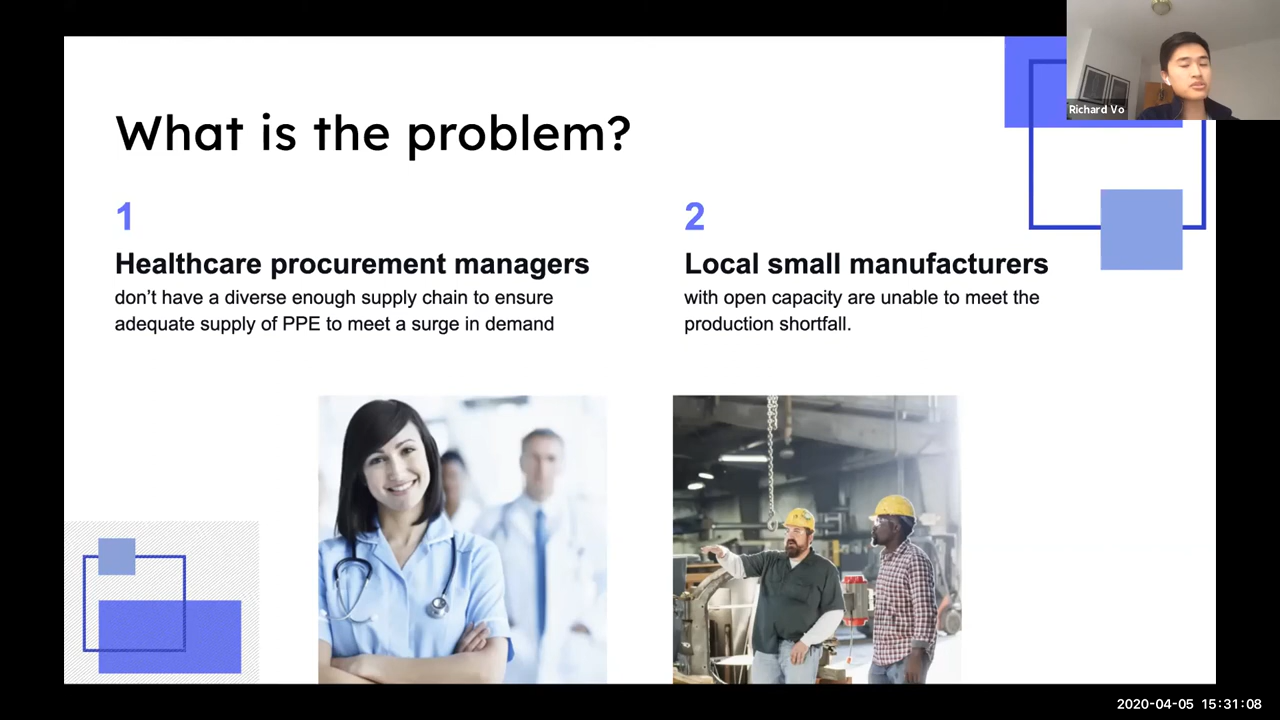 What is the problem?
1
Healthcare procurement managers
don't have a diverse enough supply chain to ensure
adequate supply of PPE to meet a surge in demand
2
Local small manufacturers
with open capacity are unable to meet the
production shortfall.
Richard Vo
2020-04-05 15:31:08